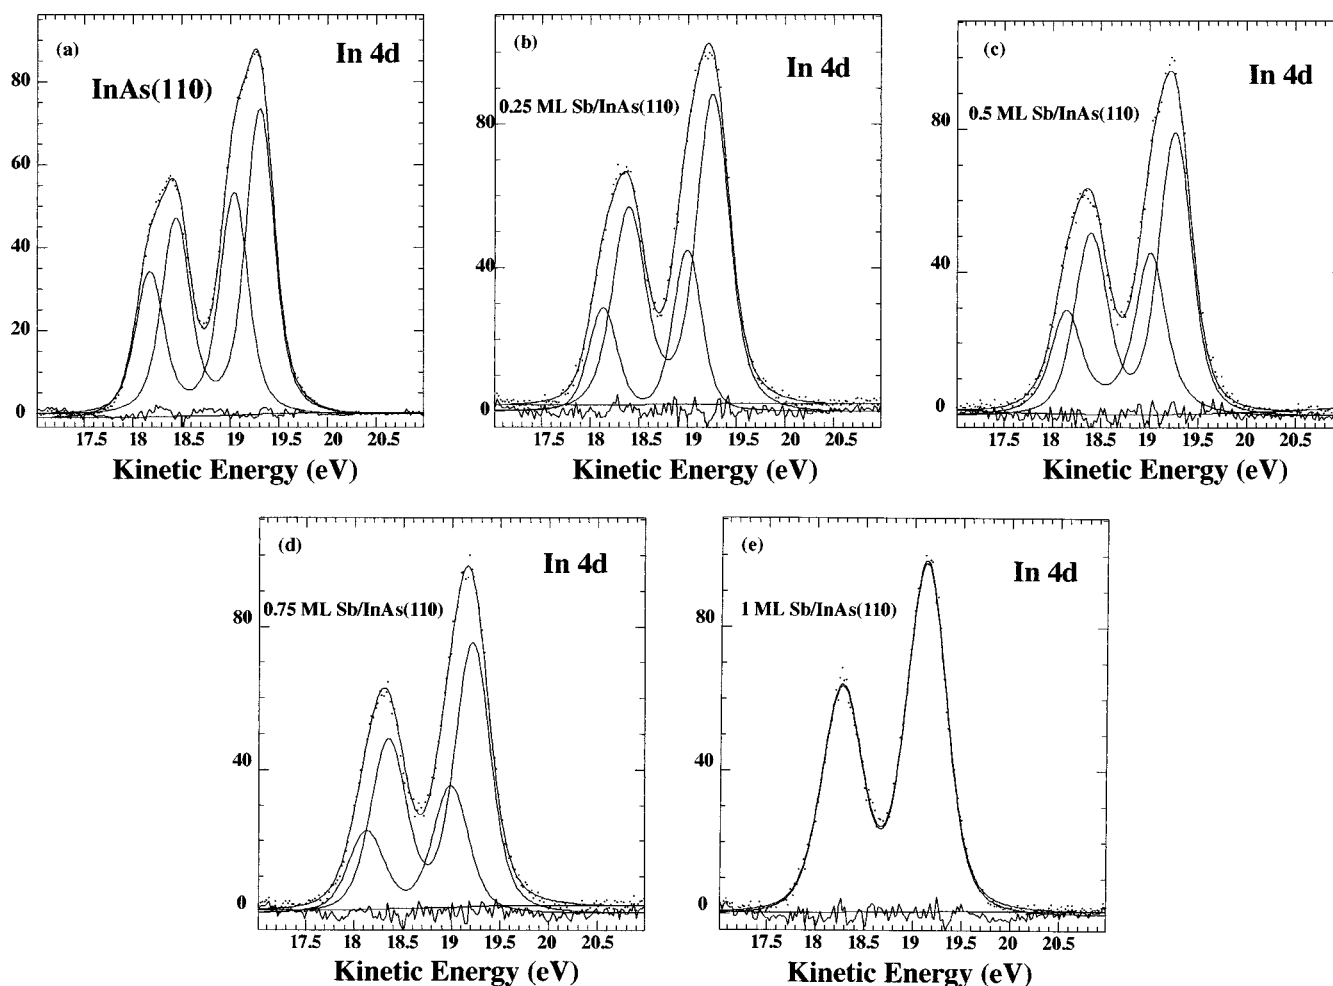 (a)
In 4d
InAs(110)
80
60
40
20
0
17.5 18 18.5 19 19.5 20 20.5
Kinetic Energy (eV)
(b)
In 4d
0.25 ML Sb/InAs(110)
80
40
0
17.5 18 18.5 19 19.5 20 20.5
Kinetic Energy (eV)
(c)
In 4d
0.5 ML Sb/InAs(110)
80
40
0
17.5 18 18.5 19 19.5 20 20.5
Kinetic Energy (eV)
(d)
In 4d
0.75 ML Sb/InAs(110)
80
40
0
17.5 18 18.5 19 19.5 20 20.5
Kinetic Energy (eV)
(e)
In 4d
1 ML Sb/InAs(110)
80
40
0
17.5 18 18.5 19 19.5 20 20.5
Kinetic Energy (eV)